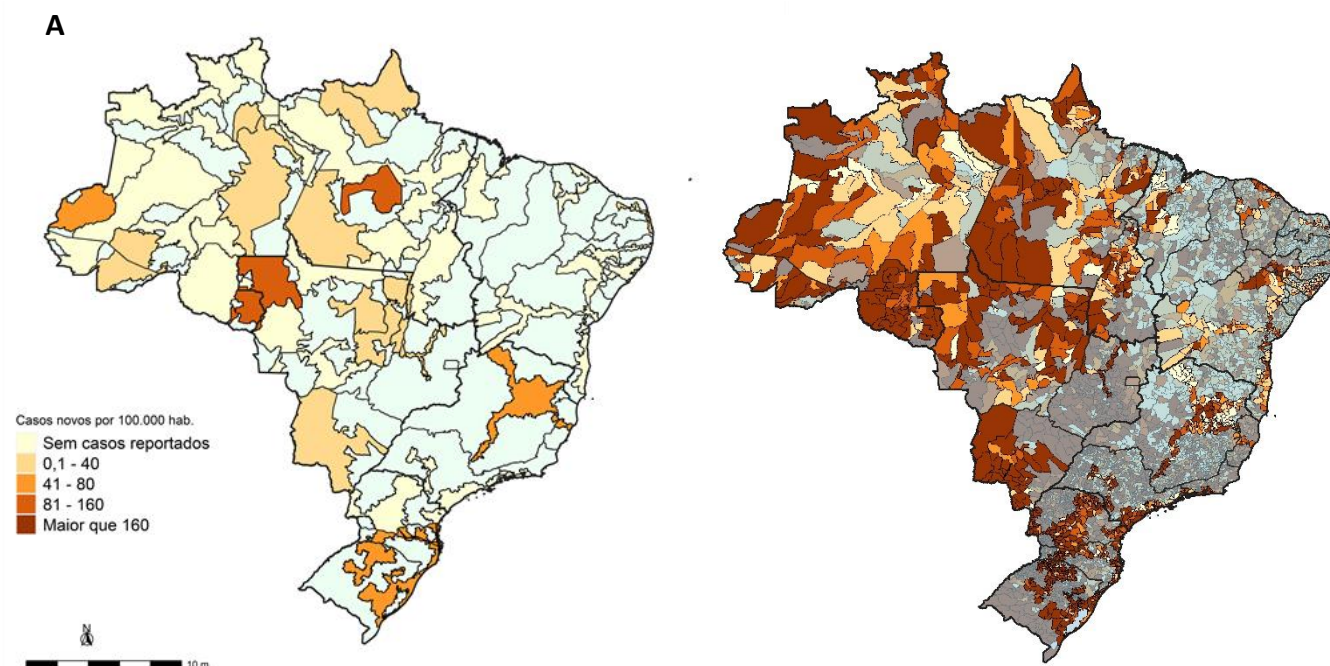 A
Casos novos por 100.000 hab.
Sem casos reportados
0,1 - 40
41 - 80
81 - 160
Maior que 160
N
10 m